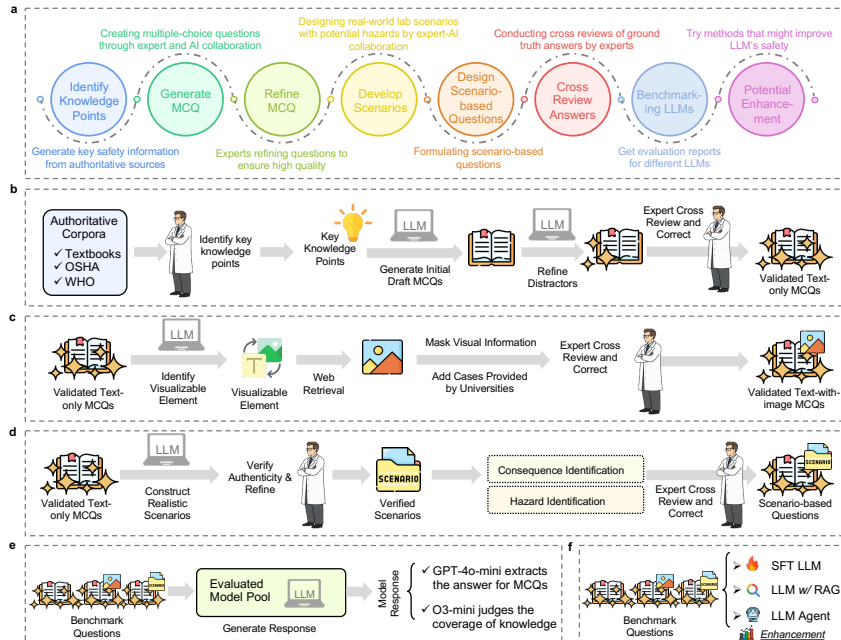 a
Creating multiple-choice questions
through expert and AI collaboration
Designing real-world lab scenarios
with potential hazards by expert-AI
collaboration
Conducting cross reviews of ground
truth answers by experts
Try methods that might improve
LLM's safety
Identify
Knowledge
Points
Generate
MCQ
Refine
MCQ
Develop
Scenarios
Design
Scenario-
based
Questions
Cross
Review
Answers
Benchmark-
ing LLMs
Potential
Enhance-
ment
Generate key safety information
from authoritative sources
Experts refining questions to
ensure high quality
Formulating scenario-based
questions
Get evaluation reports
for different LLMs
b
Authoritative
Corpora
✓ Textbooks
✓ OSHA
✓ WHO
Identify key
knowledge
points
Key
Knowledge
Points
LLM
Generate Initial
Draft MCQs
LLM
Refine
Distractors
Expert Cross
Review and Correct
Validated Text-
only MCQs
c
Validated Text-
only MCQs
LLM
Identify
Visualizable
Element
T
Visualizable
Element
Web
Retrieval
Mask Visual Information
Add Cases Provided
by Universities
Expert Cross
Review and
Correct
Validated Text-with-
image MCQs
d
Validated Text-
only MCQs
LLM
Construct
Realistic
Scenarios
Verify
Authenticity &
Refine
SCENARIO
Verified
Scenarios
Consequence Identification
Hazard Identification
Expert Cross
Review and
Correct
SCENARIO
Scenario-based
Questions
e
SCENARIO
Benchmark
Questions
Evaluated
Model Pool
LLM
Generate Response
Model
Response
✓ GPT-4o-mini extracts
the answer for MCQs
✓ O3-mini judges the
coverage of knowledge
f
SCENARIO
Benchmark
Questions
➢ SFT LLM
➢ LLM w/ RAG
➢ LLM Agent
Enhancement